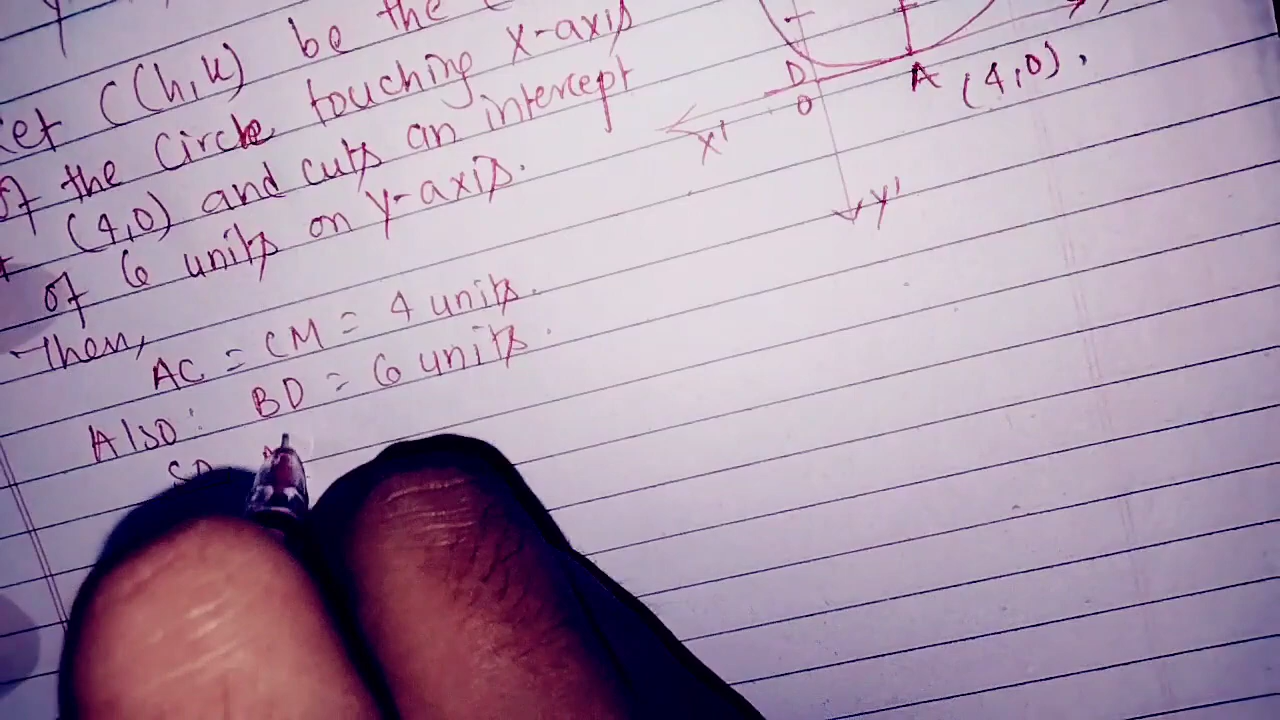 Let C(h,k) be the
of the Circle touching X-axis
(4,0) and cuts an intercept
of 6 units on Y-axis.
Then,
AC = CM = 4 units.
Also: BD = 6 units.
D
O
A (4,0).
X'
Y'